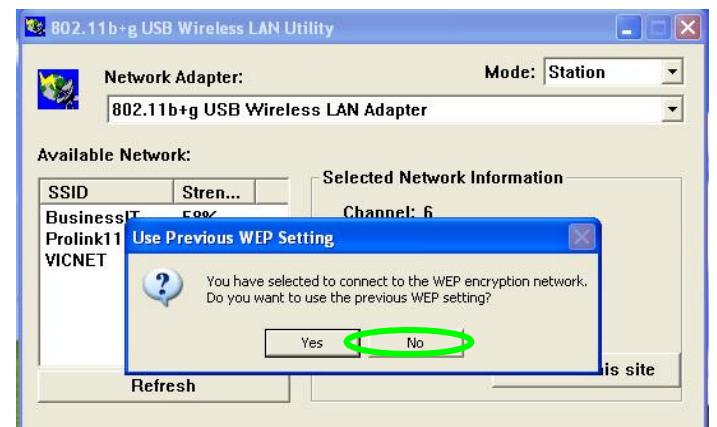 802.11b+g USB Wireless LAN Utility
Network Adapter:
Mode: Station
802.11b+g USB Wireless LAN Adapter
Available Network:
SSID Stren...
BusinessIT 58%
Prolink11
VICNET
Refresh
Selected Network Information
Channel: 6
Use Previous WEP Setting
You have selected to connect to the WEP encryption network.
Do you want to use the previous WEP setting?
Yes No
site